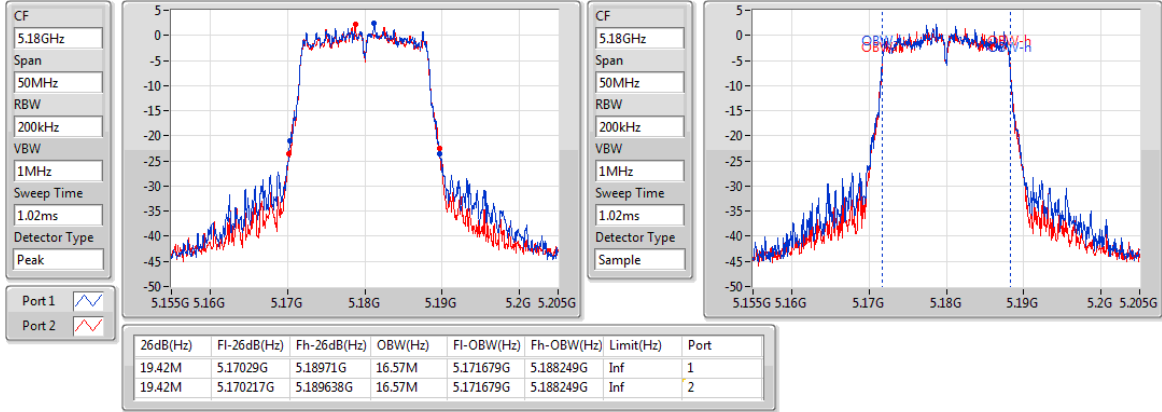 CF
5.18GHz
Span
50MHz
RBW
200kHz
VBW
1MHz
Sweep Time
1.02ms
Detector Type
Peak
Port 1
Port 2
5
0
-5
-10
-15
-20
-25
-30
-35
-40
-45
-50
5.155G 5.16G 5.17G 5.18G 5.19G 5.2G 5.205G
CF
5.18GHz
Span
50MHz
RBW
200kHz
VBW
1MHz
Sweep Time
1.02ms
Detector Type
Sample
5
0
-5
-10
-15
-20
-25
-30
-35
-40
-45
-50
OBW-h
5.155G 5.16G 5.17G 5.18G 5.19G 5.2G 5.205G
26dB(Hz) Fl-26dB(Hz) Fh-26dB(Hz) OBW(Hz) Fl-OBW(Hz) Fh-OBW(Hz) Limit(Hz) Port
19.42M 5.17029G 5.18971G 16.57M 5.171679G 5.188249G Inf 1
19.42M 5.170217G 5.189638G 16.57M 5.171679G 5.188249G Inf 2